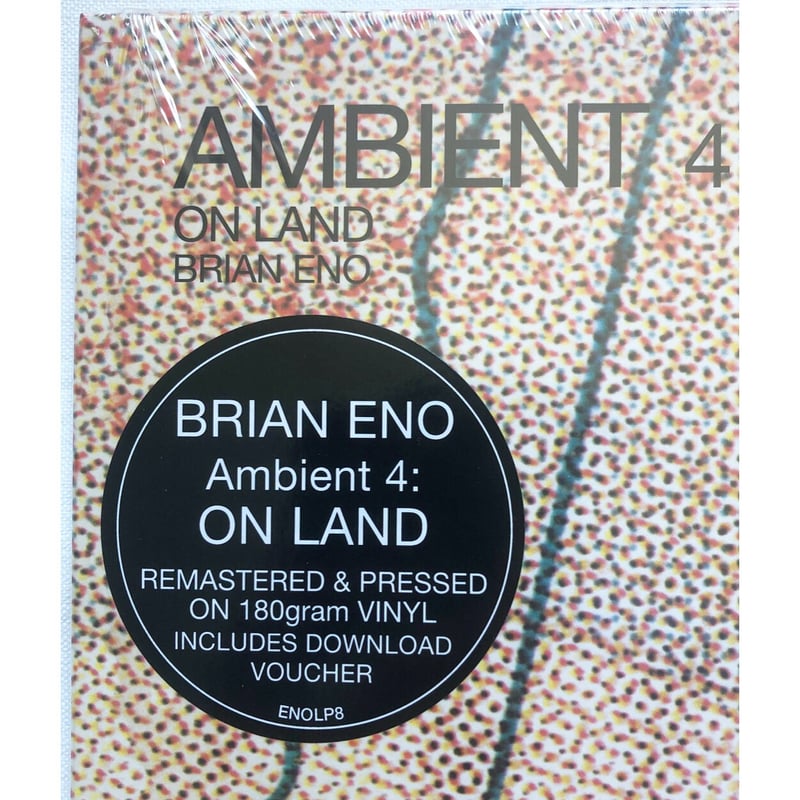 AMBIENT 4
ON LAND
BRIAN ENO
BRIAN ENO
Ambient 4:
ON LAND
REMASTERED & PRESSED
ON 180gram VINYL
INCLUDES DOWNLOAD
VOUCHER
ENOLP8